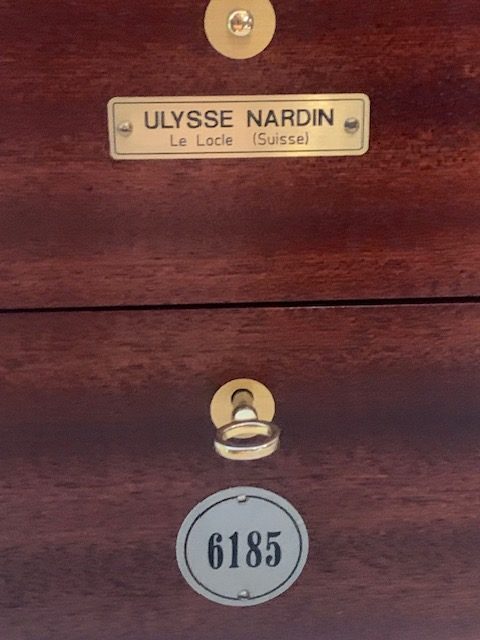 ULYSSE NARDIN
Le Locle (Suisse)
6185